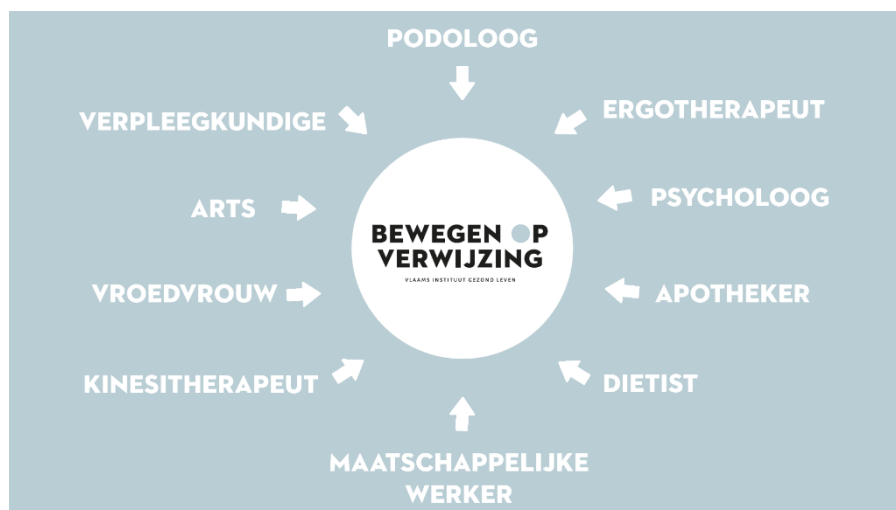 PODOLOOG
VERPLEEGKUNDIGE
ERGOTHERAPEUT
ARTS
PSYCHOLOOG
BEWEGEN OP
VERWIJZING
VLAAMS INSTITUUT GEZOND LEVEN
VROEDVROUW
APOTHEKER
KINESITHERAPEUT
DIETIST
MAATSCHAPPELIJKE
WERKER